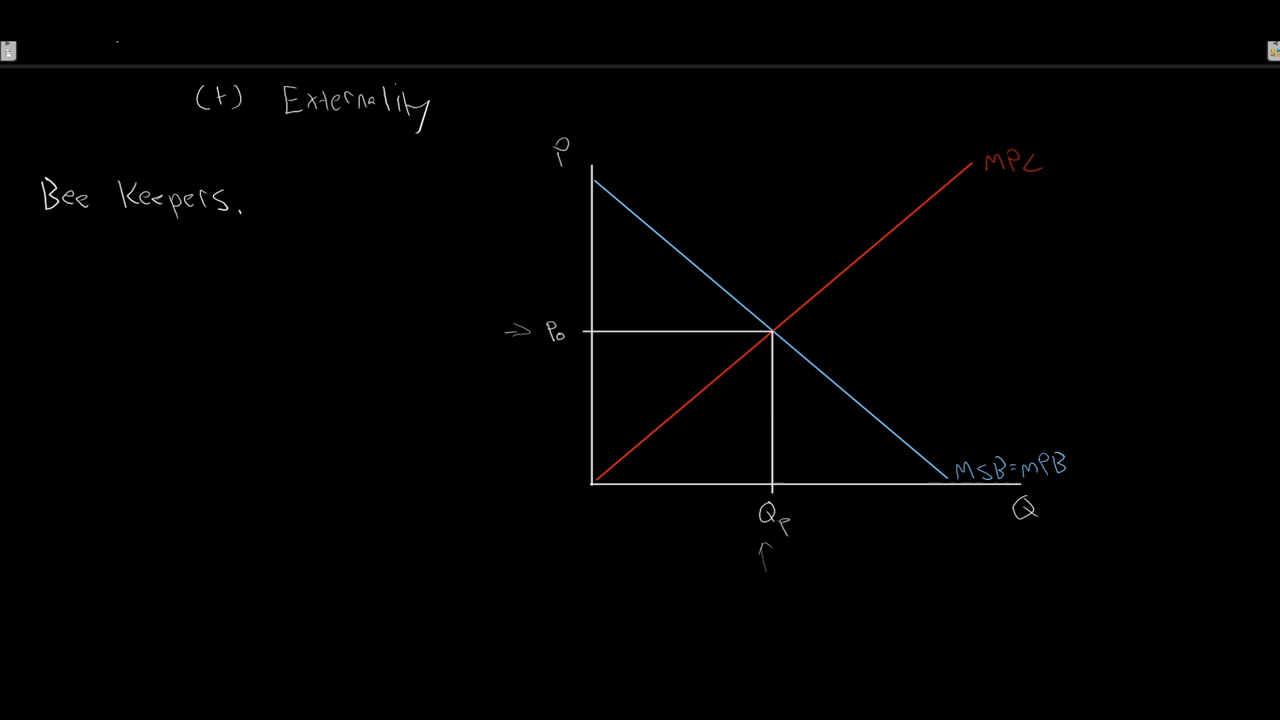 (+) Externality
Bee Keepers.
P
MPC
P₀
MSB=MPB
Q
Qp